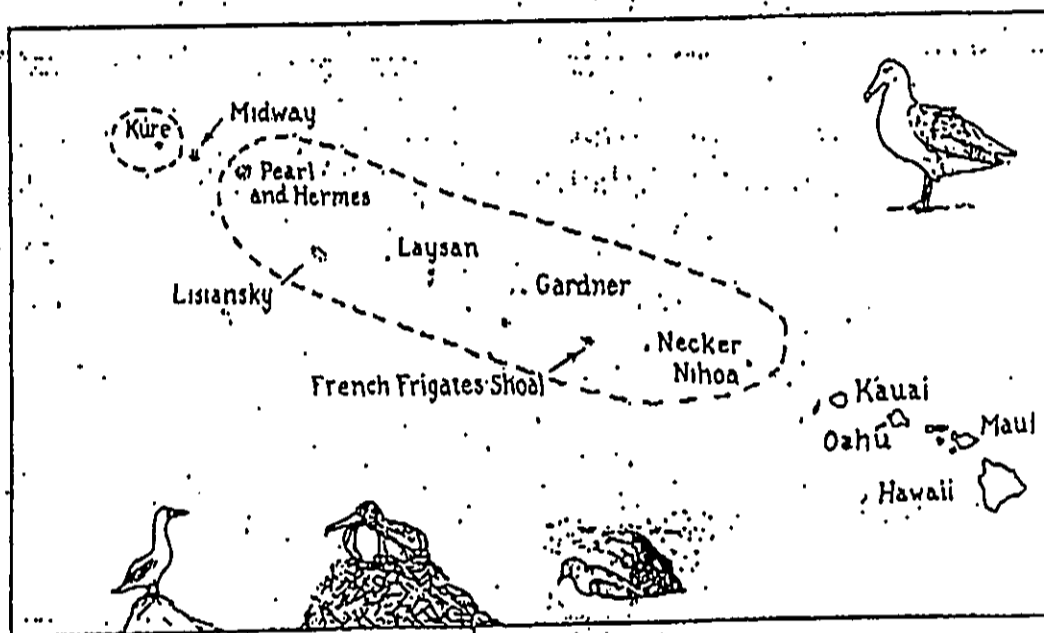 Kure
Midway
Pearl
and Hermes
Laysan
Lisiansky
Gardner
Necker
Nihoa
French Frigates Shoal
Kauai
Oahu
Maui
Hawaii